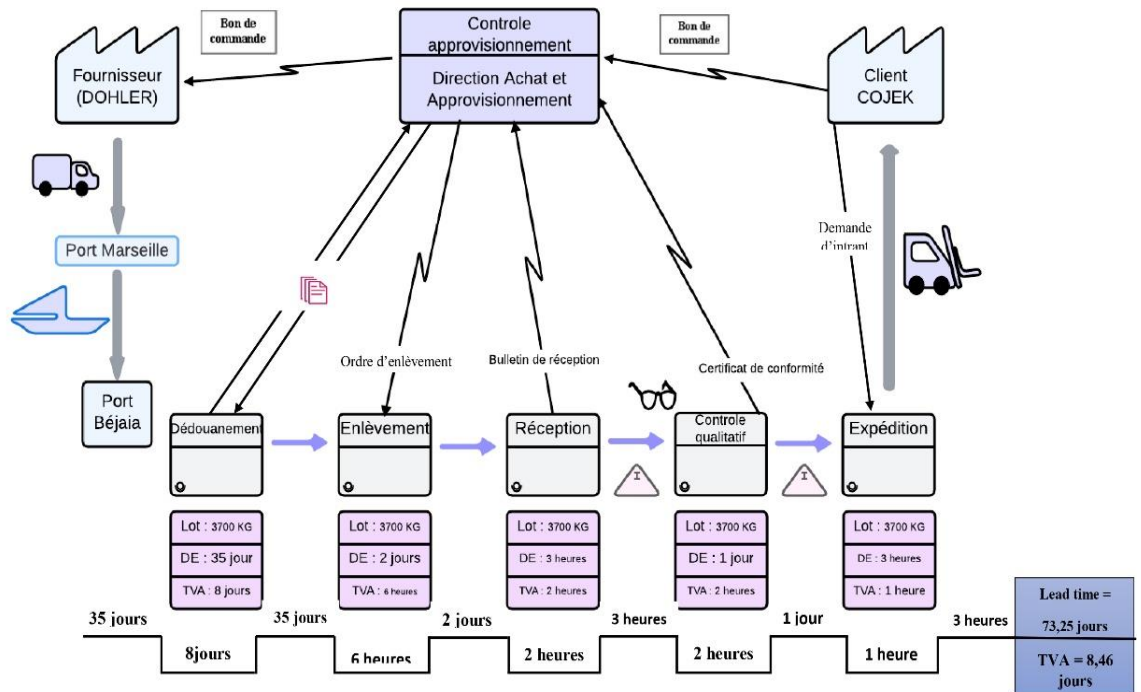 Bon de
commande
Controle
approvisionnement
Direction Achat et
Approvisionnement
Bon de
commande
Fournisseur
(DOHLER)
Client
COJEK
Port Marseille
Demande
d'intrant
Ordre d'enlèvement
Bulletin de réception
Certificat de conformité
Port
Béjaia
Dédouanement
Enlèvement
Réception
Controle
qualitatif
Expédition
I
I
Lot : 3700 KG
DE : 35 jour
TVA : 8 jours
Lot : 3700 KG
DE : 2 jours
TVA : 6 heures
Lot : 3700 KG
DE : 3 heures
TVA : 2 heures
Lot : 3700 KG
DE : 1 jour
TVA : 2 heures
Lot : 3700 KG
DE : 3 heures
TVA : 1 heure
35 jours
35 jours
2 jours
3 heures
1 jour
3 heures
8jours
6 heures
2 heures
2 heures
1 heure
Lead time =
73,25 jours
TVA = 8,46
jours